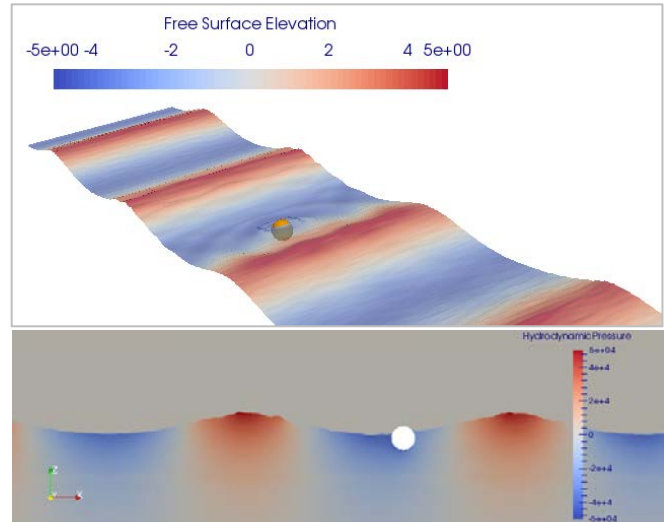 Free Surface Elevation
-5e+00 -4 -2 0 2 4 5e+00
Hydrodynamic Pressure
5e+04
4e+4
2e+4
0
-2e+4
-4e+4
-5e+04
Z
X